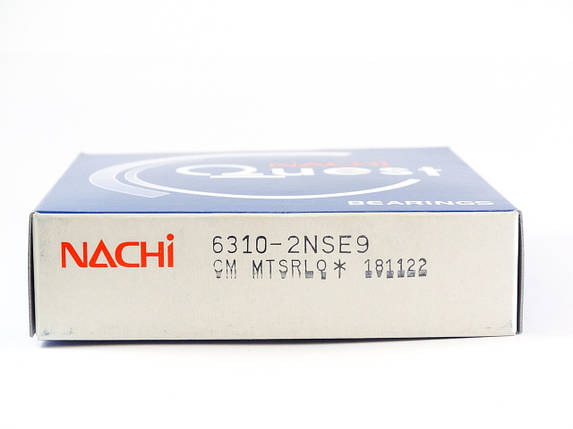 NACHi
Quest
BEARINGS
NACHi 6310-2NSE9
CM MTSRLQ* 181122